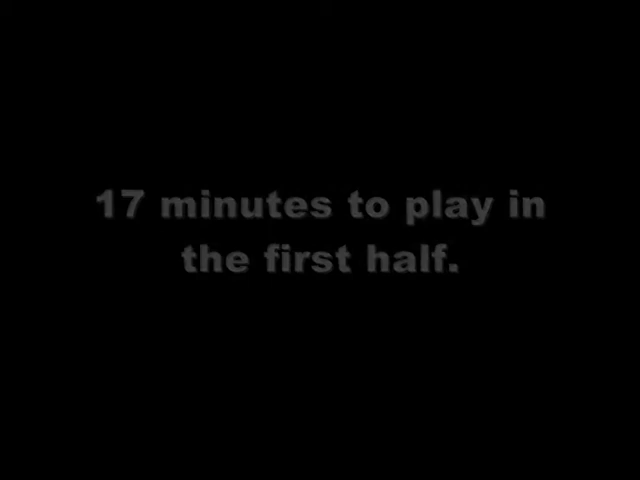 17 minutes to play in
the first half.